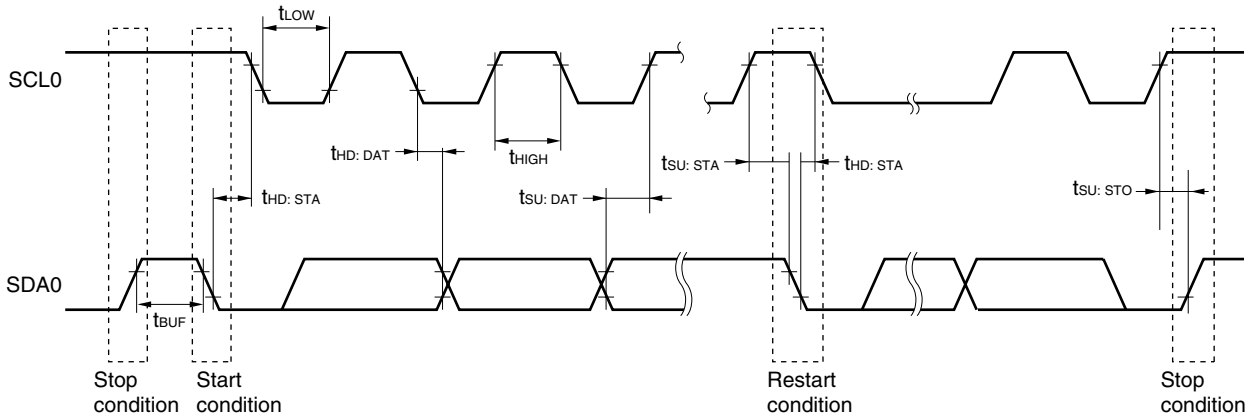 tLOW
SCL0
tHD: DAT
tHIGH
tSU: STA
tHD: STA
tHD: STA
tSU: DAT
tSU: STO
SDA0
tBUF
Stop
condition
Start
condition
Restart
condition
Stop
condition